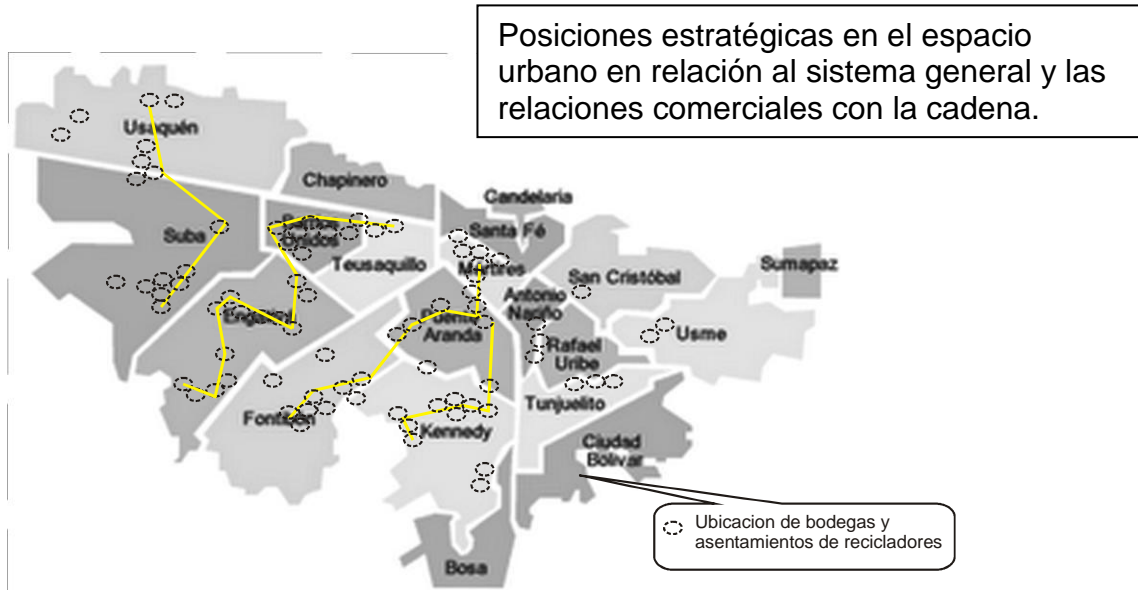 Posiciones estratégicas en el espacio
urbano en relación al sistema general y las
relaciones comerciales con la cadena.
Usaquén
Chapinero
Candelaria
Santa Fé
Suba
Unidos
Teusaquillo
Mártires
San Cristóbal
Sumapaz
Antonio
Nariño
Puente
Aranda
Usme
Rafael
Uribe
Tunjuelito
Kennedy
Ciudad
Bolívar
Bosa
Ubicacion de bodegas y
asentamientos de recicladores